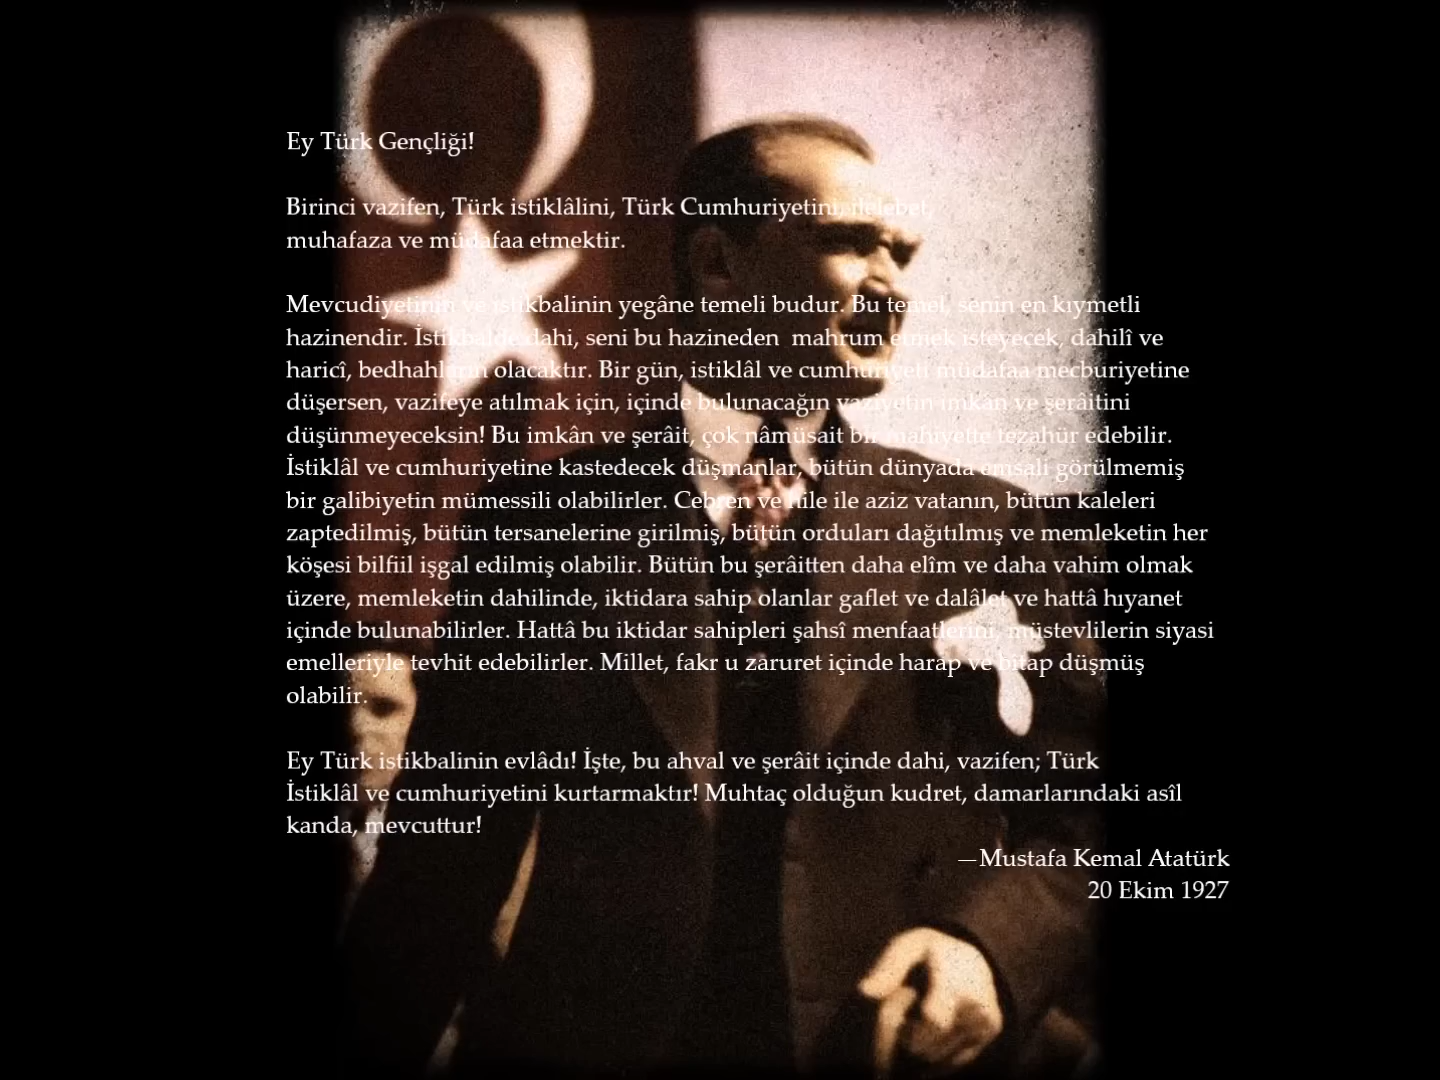 Ey Türk Gençliği!
Birinci vazifen, Türk istiklâlini, Türk Cumhuriyetini, ilelebet,
muhafaza ve müdafaa etmektir.
Mevcudiyetinin ve istikbalinin yegâne temeli budur. Bu temel, senin en kıymetli
hazinendir. İstikbalde dahi, seni bu hazineden mahrum etmek isteyecek, dahilî ve
haricî, bedhahların olacaktır. Bir gün, istiklâl ve cumhuriyeti müdafaa mecburiyetine
düşersen, vazifeye atılmak için, içinde bulunacağın vaziyetin imkân ve şerâitini
düşünmeyeceksin! Bu imkân ve şerâit, çok nâmüsait bir mahiyette tezahür edebilir.
İstiklâl ve cumhuriyetine kastedecek düşmanlar, bütün dünyada emsali görülmemiş
bir galibiyetin mümessili olabilirler. Cebren ve hile ile aziz vatanın, bütün kaleleri
zaptedilmiş, bütün tersanelerine girilmiş, bütün orduları dağıtılmış ve memleketin her
köşesi bilfiil işgal edilmiş olabilir. Bütün bu şerâitten daha elîm ve daha vahim olmak
üzere, memleketin dahilinde, iktidara sahip olanlar gaflet ve dalâlet ve hattâ hıyanet
içinde bulunabilirler. Hattâ bu iktidar sahipleri şahsî menfaatlerini, müstevlilerin siyasi
emelleriyle tevhit edebilirler. Millet, fakr u zaruret içinde harap ve bîtap düşmüş
olabilir.
Ey Türk istikbalinin evlâdı! İşte, bu ahval ve şerâit içinde dahi, vazifen; Türk
İstiklâl ve cumhuriyetini kurtarmaktır! Muhtaç olduğun kudret, damarlarındaki asîl
kanda, mevcuttur!
—Mustafa Kemal Atatürk
20 Ekim 1927